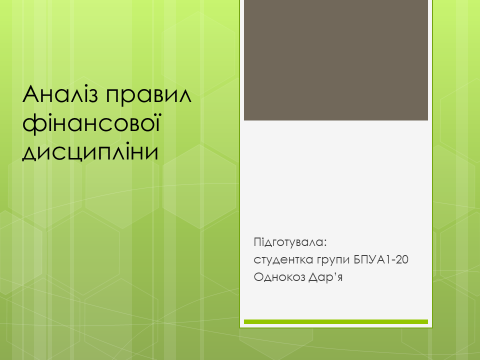 Аналіз правил
фінансової
дисципліни
Підготувала:
студентка групи БПУА1-20
Однокоз Дар’я